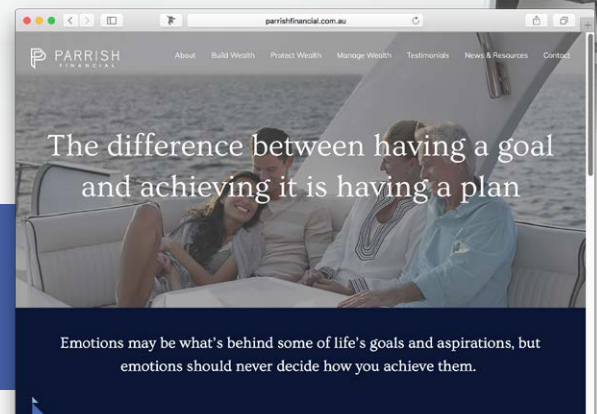 parrishfinancial.com.au
PARRISH
FINANCIAL
About Build Wealth Protect Wealth Manage Wealth Testimonials News & Resources Contact
The difference between having a goal
and achieving it is having a plan
Emotions may be what's behind some of life's goals and aspirations, but
emotions should never decide how you achieve them.